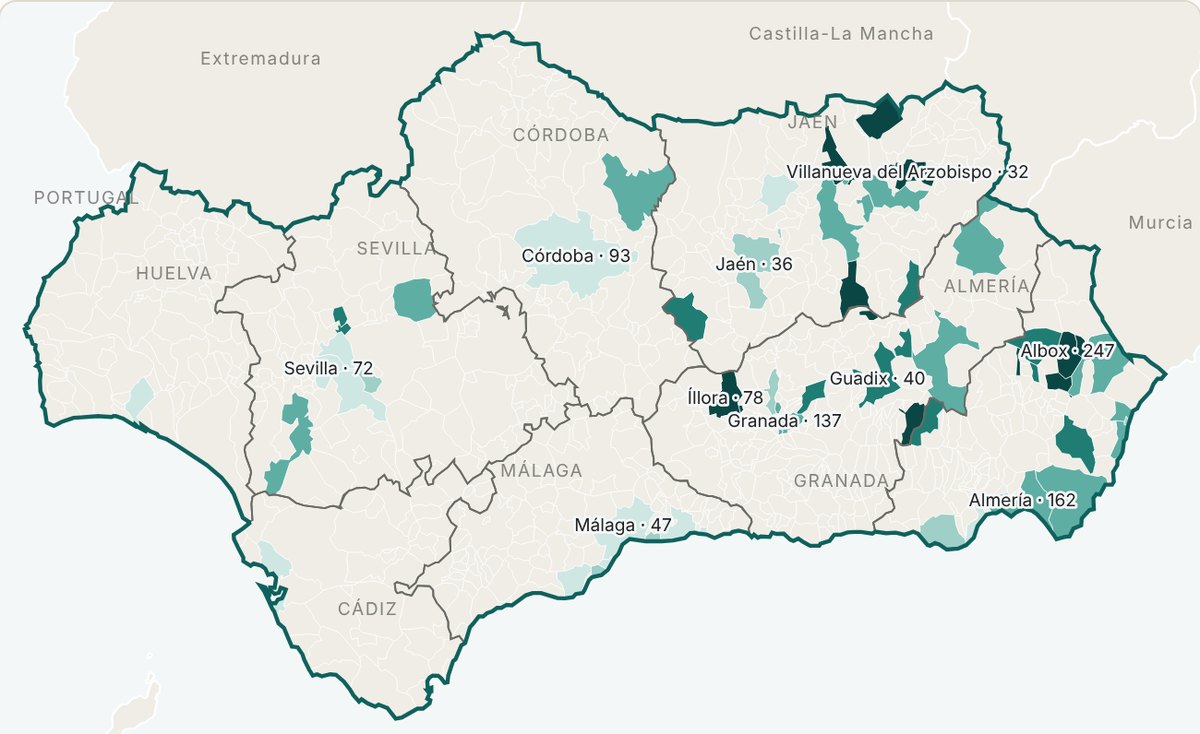 Castilla-La Mancha
Extremadura
JAÉN
CÓRDOBA
Villanueva del Arzobispo · 32
PORTUGAL
Murcia
SEVILLA
Córdoba · 93
Jaén · 36
HUELVA
ALMERÍA
Albox · 247
Sevilla · 72
Guadix · 40
Íllora · 78
Granada · 137
MÁLAGA
GRANADA
Almería · 162
Málaga · 47
CÁDIZ